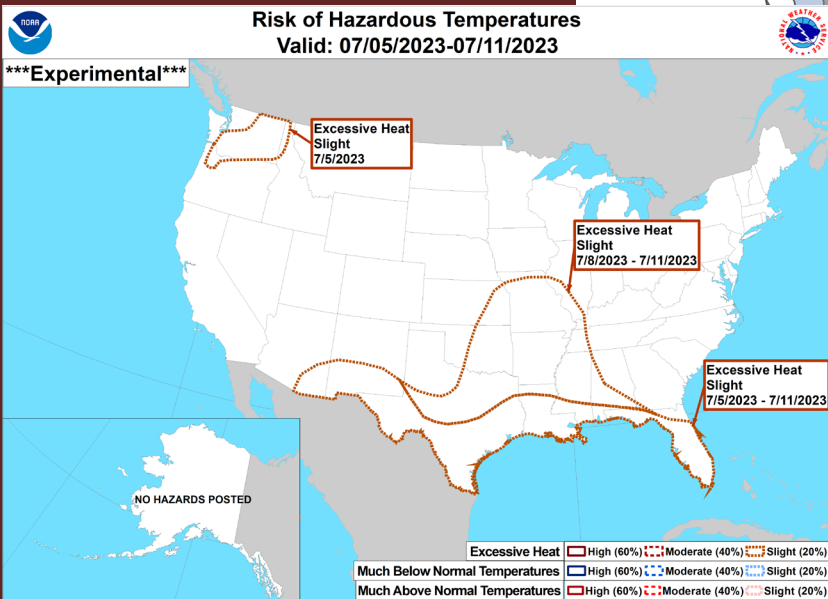 Risk of Hazardous Temperatures
Valid: 07/05/2023-07/11/2023
NOAA
NATIONAL WEATHER SERVICE
***Experimental***
Excessive Heat
Slight
7/5/2023
Excessive Heat
Slight
7/8/2023 - 7/11/2023
Excessive Heat
Slight
7/5/2023 - 7/11/2023
NO HAZARDS POSTED
Excessive Heat High (60%) Moderate (40%) Slight (20%)
Much Below Normal Temperatures High (60%) Moderate (40%) Slight (20%)
Much Above Normal Temperatures High (60%) Moderate (40%) Slight (20%)